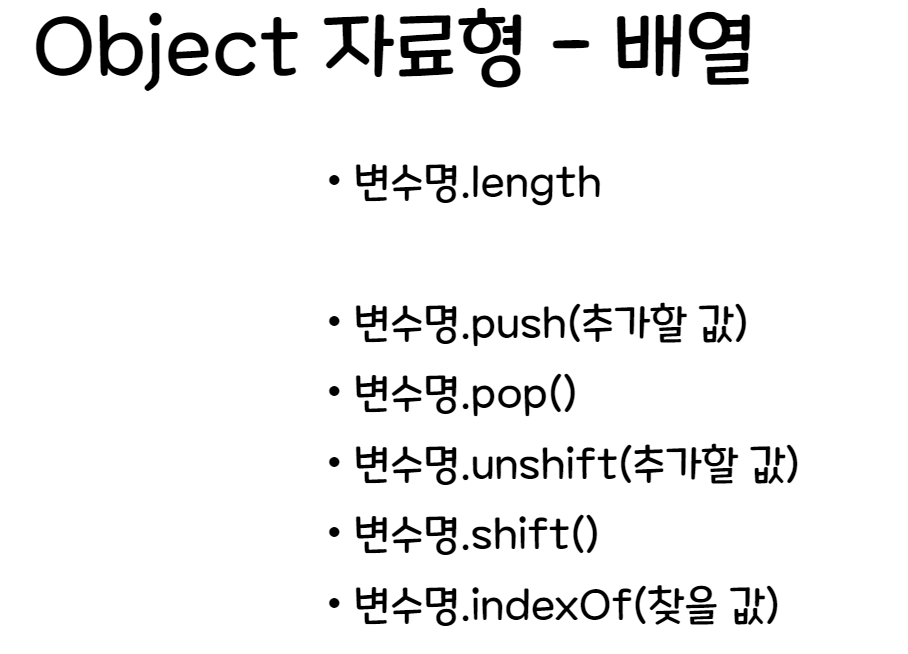 Object 자료형 - 배열
• 변수명.length
• 변수명.push(추가할 값)
• 변수명.pop()
• 변수명.unshift(추가할 값)
• 변수명.shift()
• 변수명.indexOf(찾을 값)